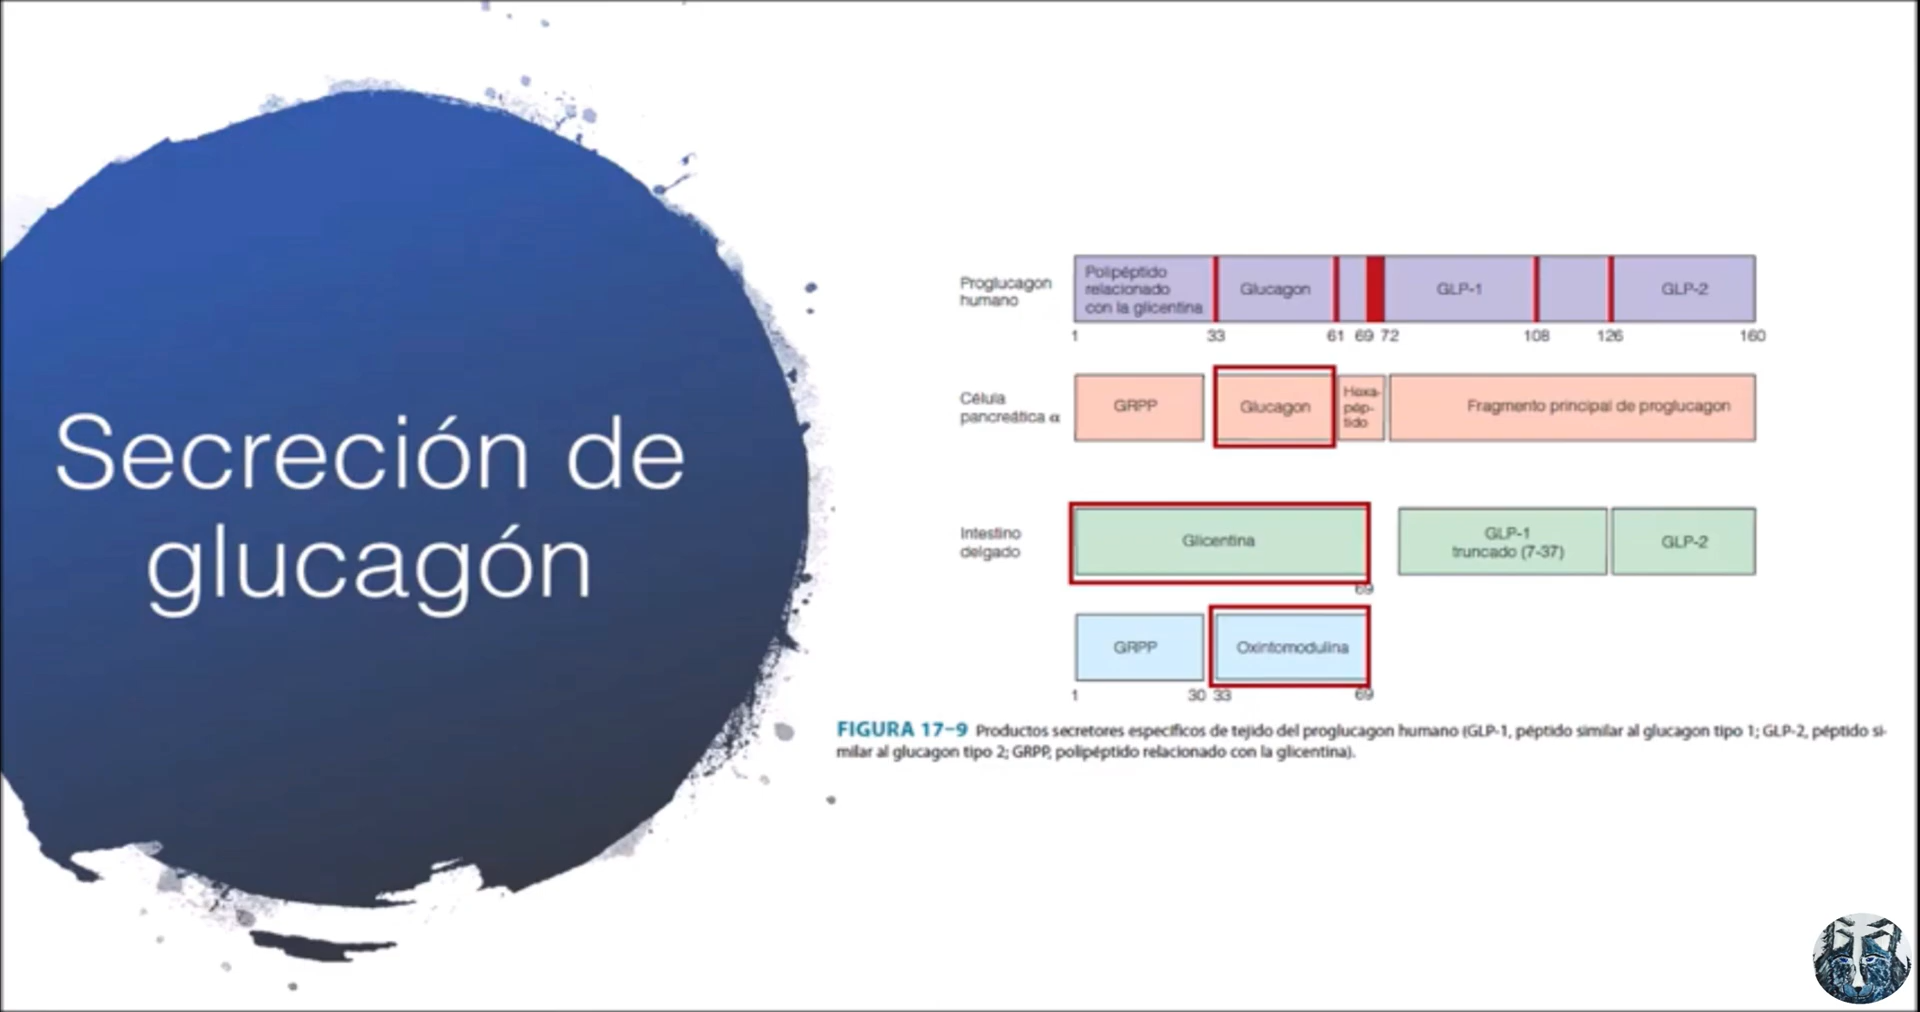 Secreción de
glucagón
Proglucagon
humano
Polipéptido
relacionado
con la glicentina
Glucagon
GLP-1
GLP-2
1 33 61 69 72 108 126 160
Célula
pancreática α
GRPP
Glucagon
Hexa-
pép-
tido
Fragmento principal de proglucagon
Intestino
delgado
Glicentina
GLP-1
truncado (7-37)
GLP-2
69
GRPP
Oxintomodulina
1 30 33 69
FIGURA 17-9 Productos secretores específicos de tejido del proglucagon humano (GLP-1, péptido similar al glucagon tipo 1; GLP-2, péptido si-
milar al glucagon tipo 2; GRPP, polipéptido relacionado con la glicentina).